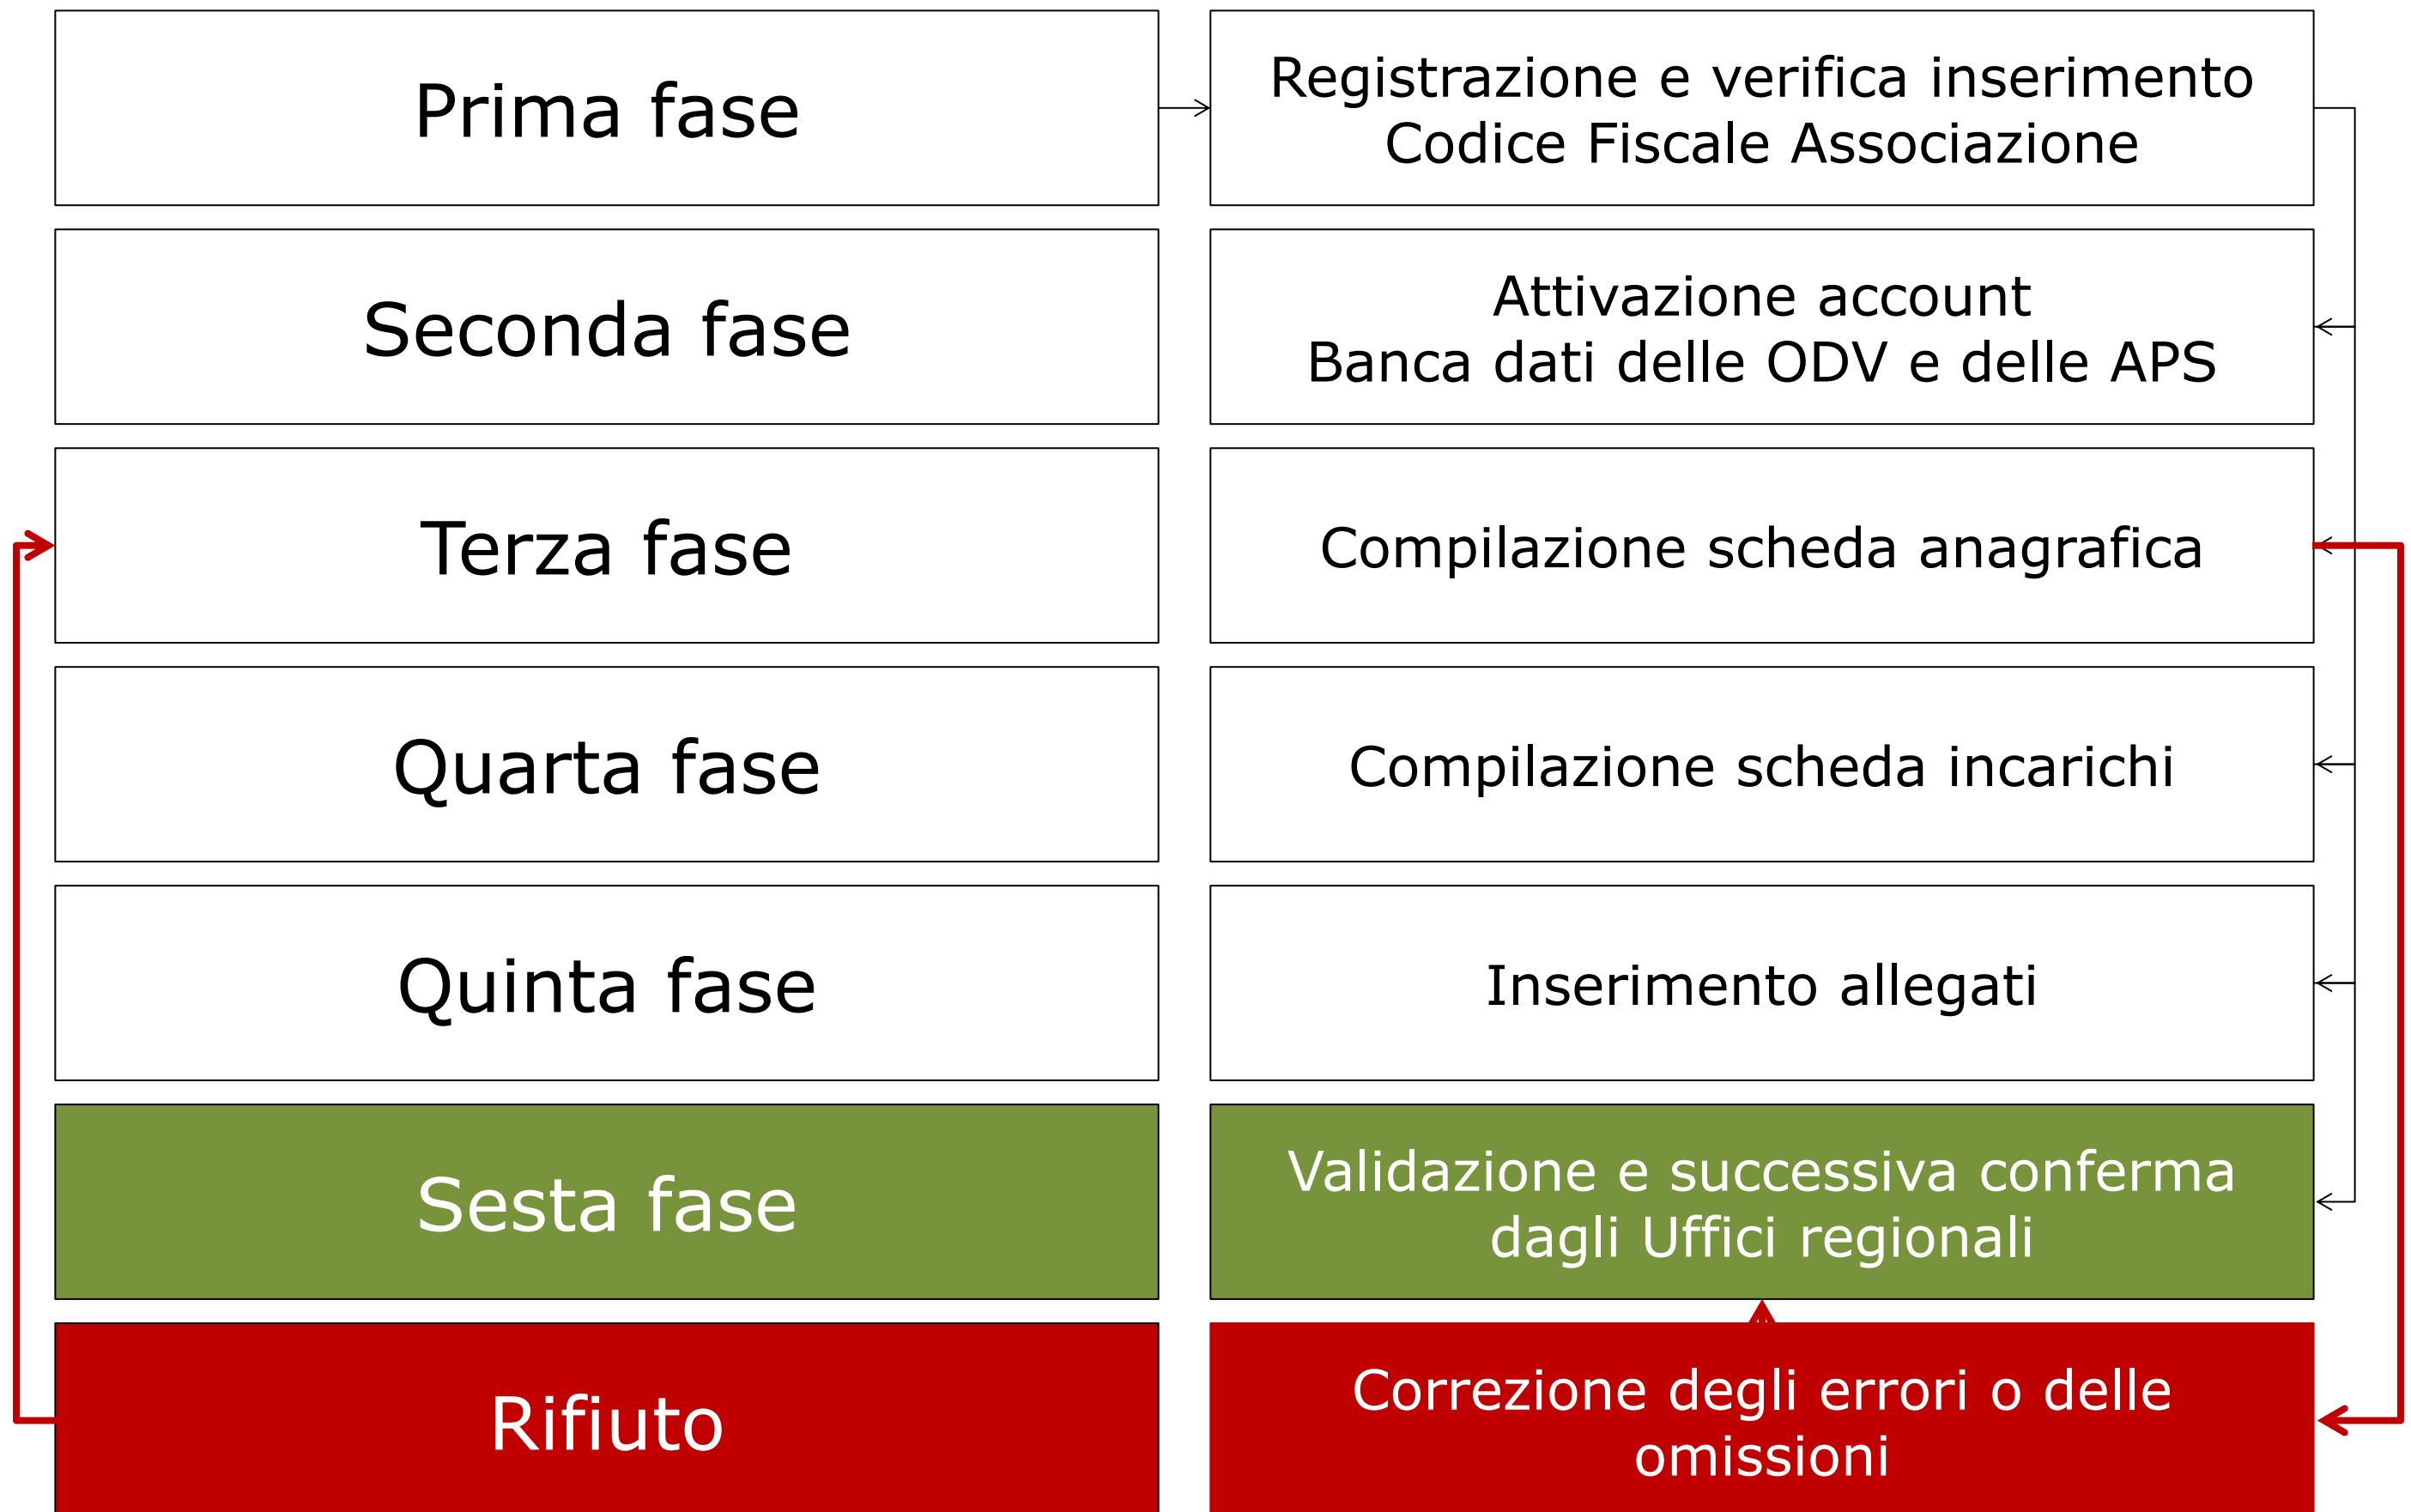 Prima fase
Registrazione e verifica inserimento
Codice Fiscale Associazione
Seconda fase
Attivazione account
Banca dati delle ODV e delle APS
Terza fase
Compilazione scheda anagrafica
Quarta fase
Compilazione scheda incarichi
Quinta fase
Inserimento allegati
Sesta fase
Validazione e successiva conferma
dagli Uffici regionali
Rifiuto
Correzione degli errori o delle
omissioni